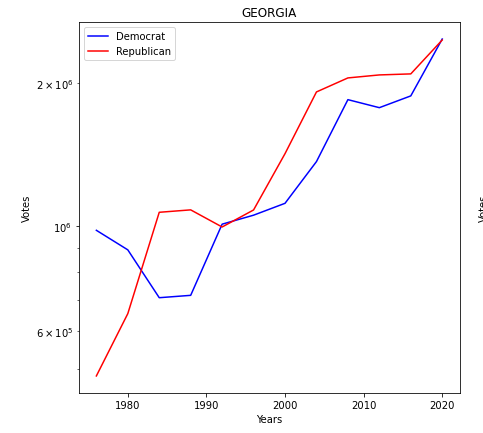 GEORGIA
Democrat
Republican
2 × 10⁶
10⁶
6 × 10⁵
Votes
1980 1990 2000 2010 2020
Years
Votes